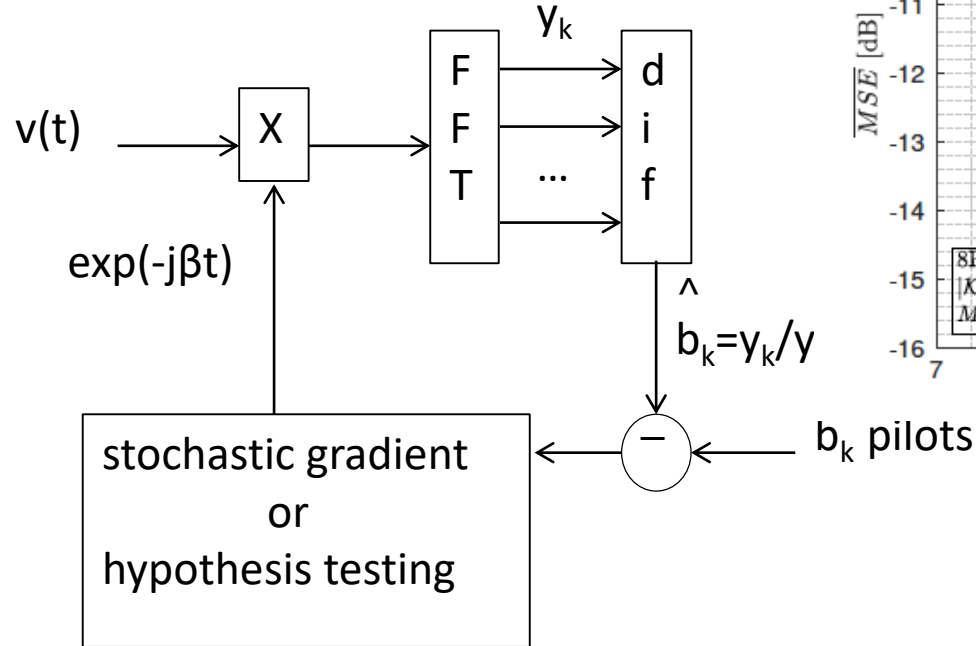 y_k
F
F
T
...
d
i
f
v(t)
X
exp(-jβt)
^
b_k=y_k/y
–
b_k pilots
stochastic gradient
or
hypothesis testing
MSE [dB]
-11
-12
-13
-14
-15
-16
7